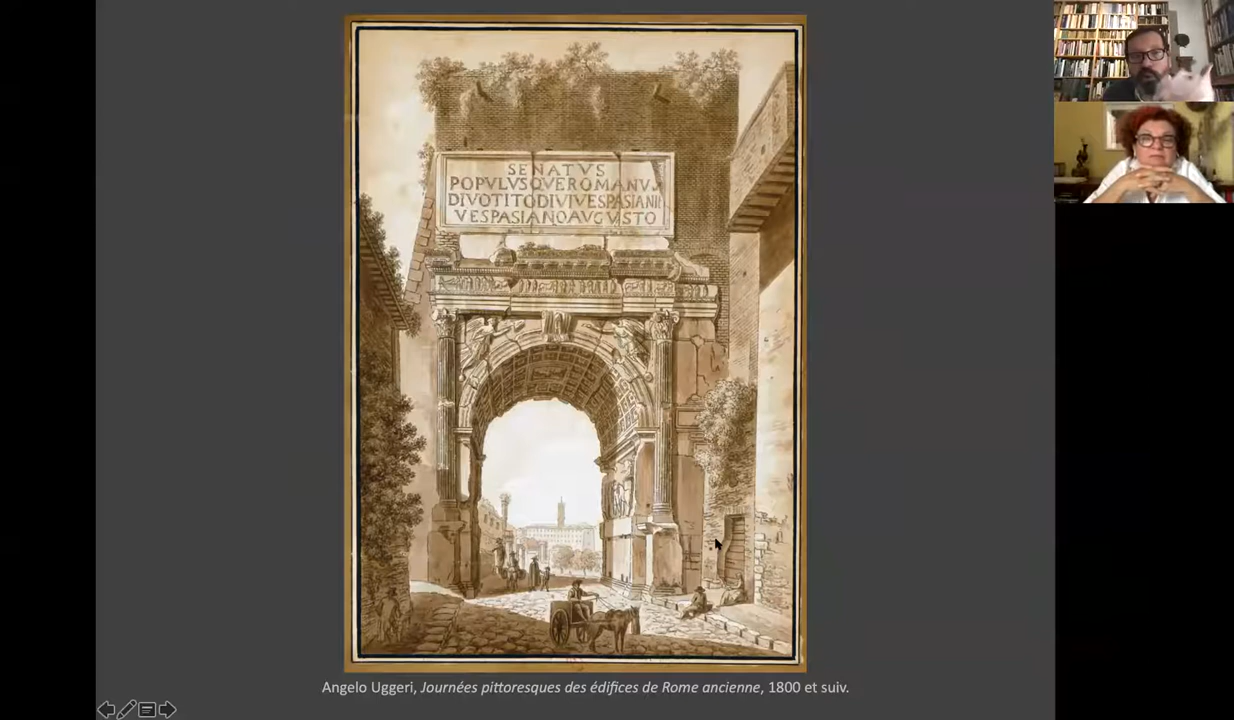 SENATVS
POPVLVSQVEROMANVS
DIVOTITODIVIVESPASIANIF
VESPASIANOAVGVSTO
Angelo Uggeri, Journées pittoresques des édifices de Rome ancienne, 1800 et suiv.